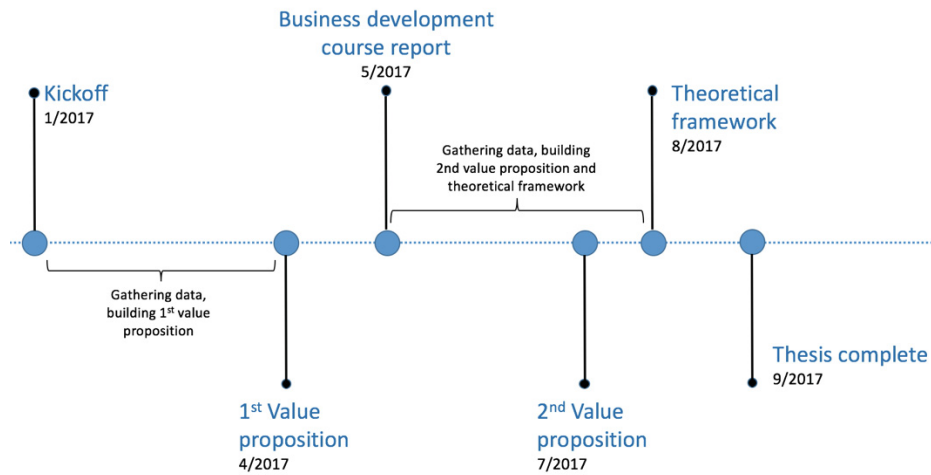 Business development
course report
5/2017
Kickoff
1/2017
Theoretical
framework
8/2017
Gathering data, building
2nd value proposition and
theoretical framework
Gathering data,
building 1st value
proposition
Thesis complete
9/2017
1st Value
proposition
4/2017
2nd Value
proposition
7/2017